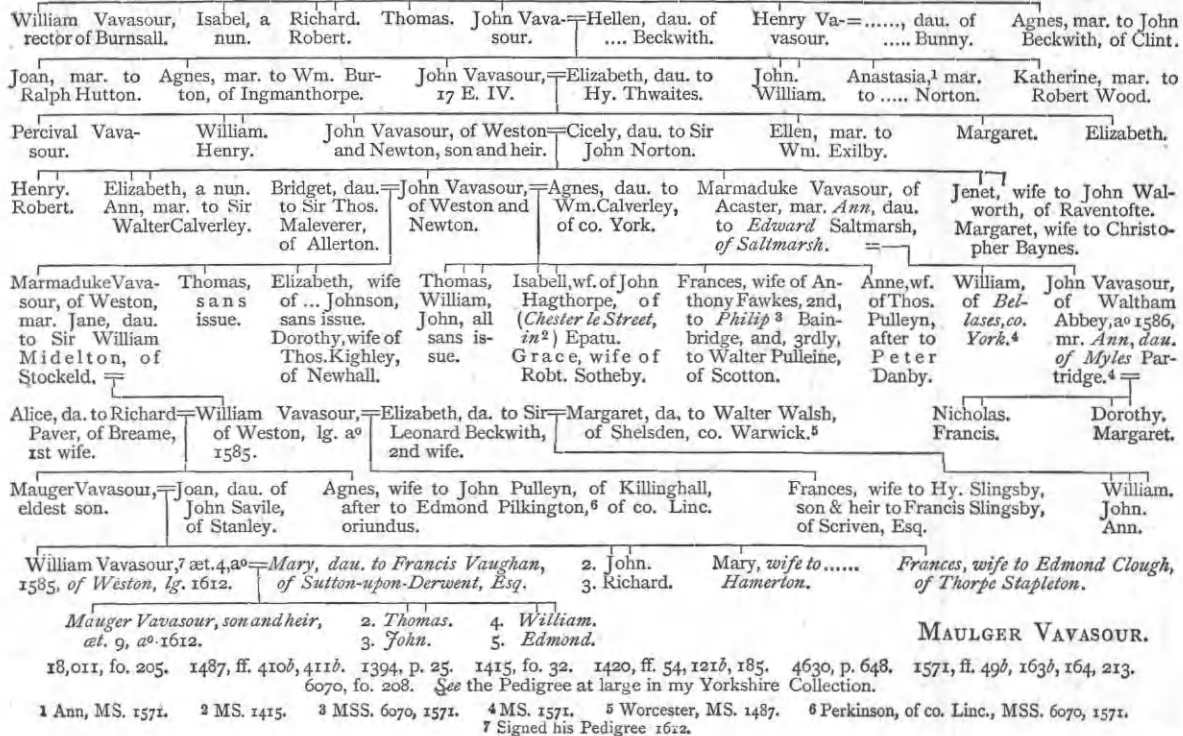 William Vavasour, rector of Burnsall.
Isabel, a nun.
Richard. Robert.
Thomas.
John Vava-sour.
Hellen, dau. of .... Beckwith.
Henry Va-vasour.
......, dau. of ..... Bunny.
Agnes, mar. to John Beckwith, of Clint.
Joan, mar. to Ralph Hutton.
Agnes, mar. to Wm. Bur-ton, of Ingmanthorpe.
John Vavasour, 17 E. IV.
Elizabeth, dau. to Hy. Thwaites.
John. William.
Anastasia,¹ mar. to ..... Norton.
Katherine, mar. to Robert Wood.
Percival Vava-sour.
William. Henry.
John Vavasour, of Weston and Newton, son and heir.
Cicely, dau. to Sir John Norton.
Ellen, mar. to Wm. Exilby.
Margaret.
Elizabeth.
Henry. Robert.
Elizabeth, a nun.
Ann, mar. to Sir Walter Calverley.
Bridget, dau. to Sir Thos. Maleverer, of Allerton.
John Vavasour, of Weston and Newton.
Agnes, dau. to Wm. Calverley, of co. York.
Marmaduke Vavasour, of Acaster, mar. Ann, dau. to Edward Saltmarsh, of Saltmarsh. =
Jenet, wife to John Wal-worth, of Raventofte.
Margaret, wife to Christo-pher Baynes.
Marmaduke Vava-sour, of Weston, mar. Jane, dau. to Sir William Midelton, of Stockeld. =
Thomas, sans issue.
Elizabeth, wife of ... Johnson, sans issue.
Dorothy, wife of Thos. Kighley, of Newhall.
Thomas, William, John, all sans is-sue.
Isabell, wf. of John Hagthorpe, of (Chester le Street, in²) Epatu.
Grace, wife of Robt. Sotheby.
Frances, wife of An-thony Fawkes, 2nd, to Philip³ Bain-bridge, and, 3rdly, to Walter Pulleine, of Scotton.
Anne, wf. of Thos. Pulleyn, after to Peter Danby.
William, of Bel-lases, co. York.⁴
John Vavasour, of Waltham Abbey, aº 1586, mr. Ann, dau. of Myles Par-tridge.⁴ =
Alice, da. to Richard Paver, of Breame, 1st wife.
William Vavasour, of Weston, lg. aº 1585.
Elizabeth, da. to Sir Leonard Beckwith, 2nd wife.
Margaret, da. to Walter Walsh, of Shelsden, co. Warwick.⁵
Nicholas. Francis.
Dorothy. Margaret.
Mauger Vavasour, eldest son.
Joan, dau. of John Savile, of Stanley.
Agnes, wife to John Pulleyn, of Killinghall, after to Edmond Pilkington,⁶ of co. Linc. oriundus.
Frances, wife to Hy. Slingsby, son & heir to Francis Slingsby, of Scriven, Esq.
William. John. Ann.
William Vavasour,⁷ æt. 4, aº 1585, of Weston, lg. 1612.
Mary, dau. to Francis Vaughan, of Sutton-upon-Derwent, Esq.
2. John.
3. Richard.
Mary, wife to ...... Hamerton.
Frances, wife to Edmond Clough, of Thorpe Stapleton.
Mauger Vavasour, son and heir, æt. 9, aº. 1612.
2. Thomas.
3. John.
4. William.
5. Edmond.
MAULGER VAVASOUR.
18,011, fo. 205. 1487, ff. 410b, 411b. 1394, p. 25. 1415, fo. 32. 1420, ff. 54, 121b, 185. 4630, p. 648. 1571, ff. 49b, 163b, 164, 213.
6070, fo. 208. See the Pedigree at large in my Yorkshire Collection.
1 Ann, MS. 1571. 2 MS. 1415. 3 MSS. 6070, 1571. 4 MS. 1571. 5 Worcester, MS. 1487. 6 Perkinson, of co. Linc., MSS. 6070, 1571.
7 Signed his Pedigree 1612.